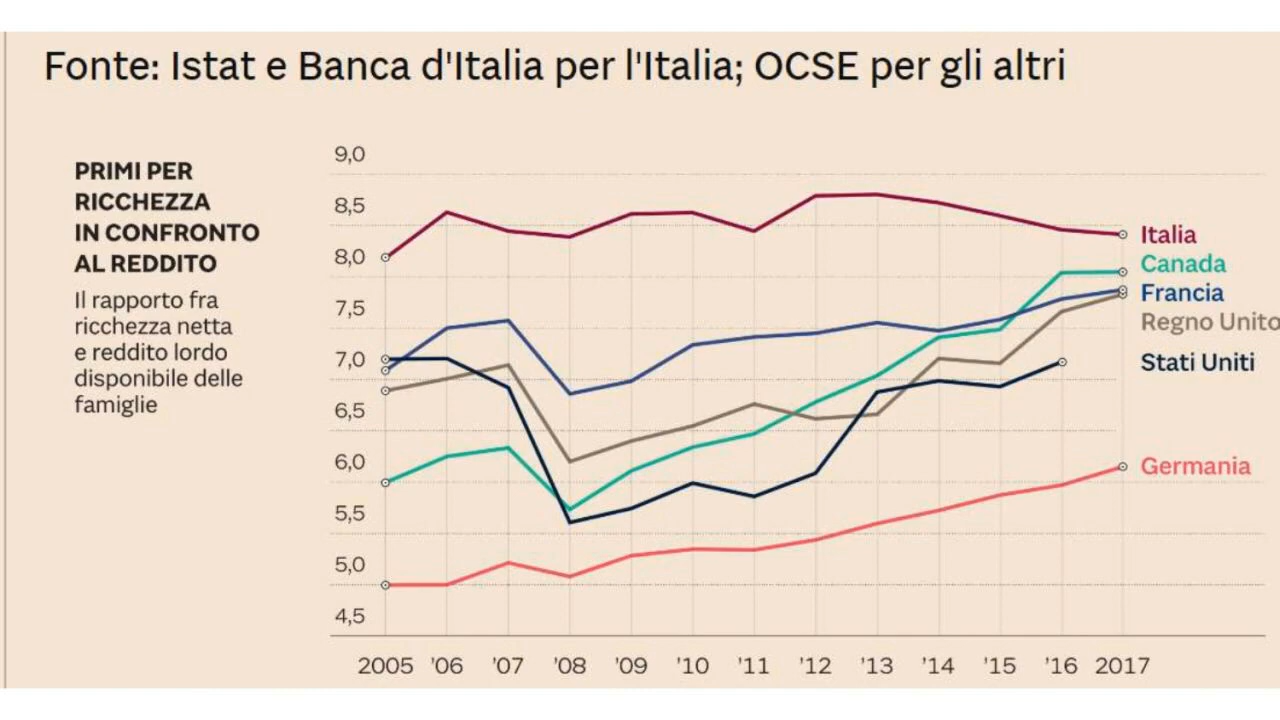 Fonte: Istat e Banca d'Italia per l'Italia; OCSE per gli altri
PRIMI PER
RICCHEZZA
IN CONFRONTO
AL REDDITO
Il rapporto fra
ricchezza netta
e reddito lordo
disponibile delle
famiglie
9,0
8,5
8,0
7,5
7,0
6,5
6,0
5,5
5,0
4,5
Italia
Canada
Francia
Regno Unito
Stati Uniti
Germania
2005 '06 '07 '08 '09 '10 '11 '12 '13 '14 '15 '16 2017